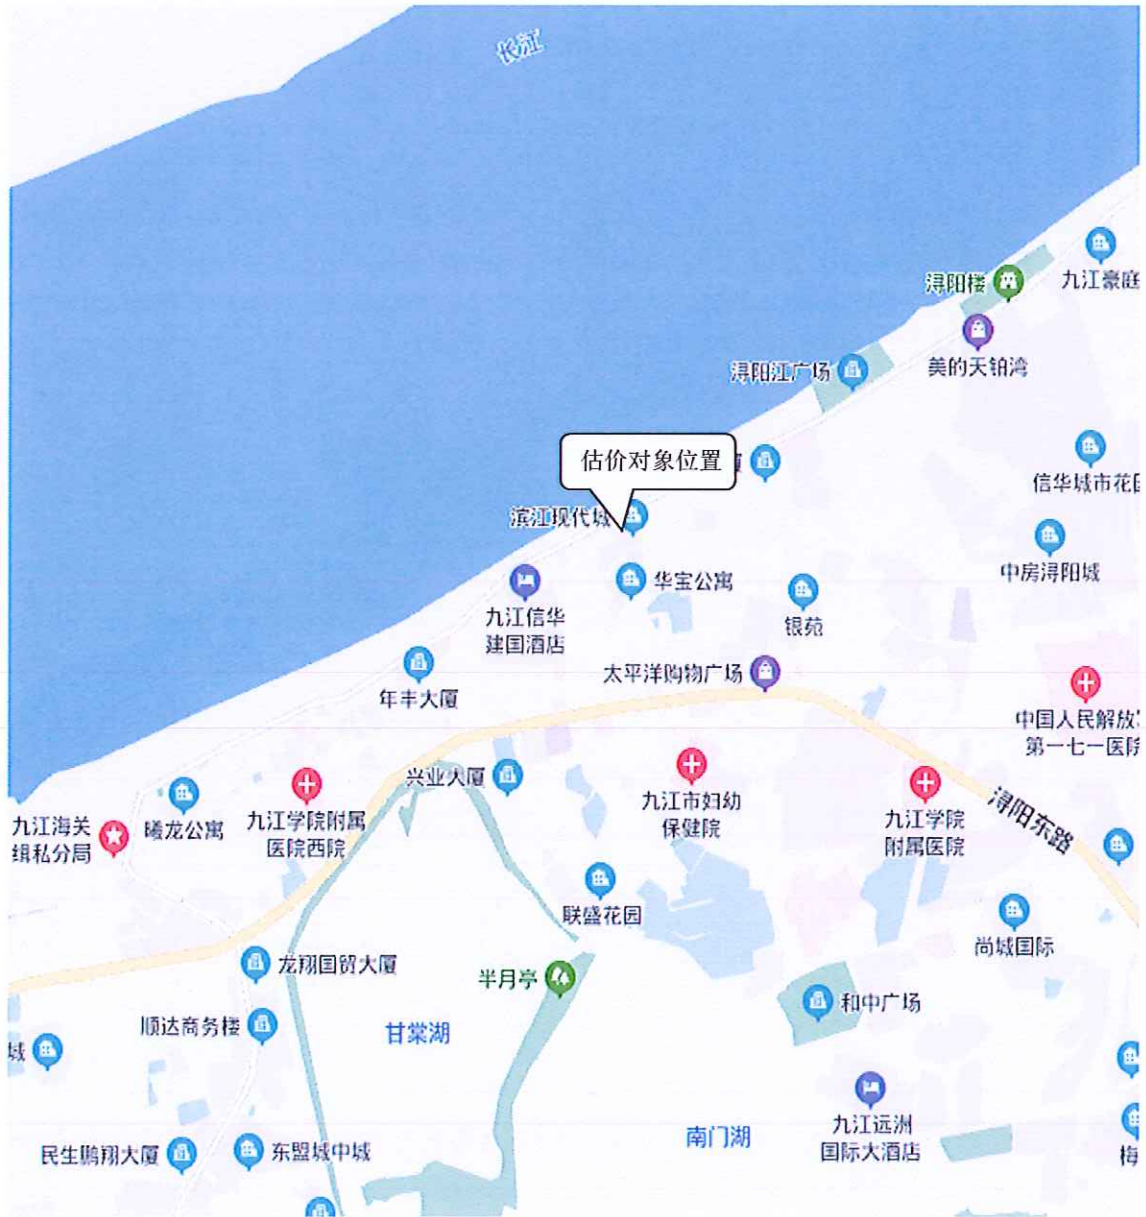 长江
九江豪庭
浔阳楼
美的天铂湾
浔阳江广场
估价对象位置
信华城市花
滨江现代城
中房浔阳城
华宝公寓
九江信华
建国酒店
银苑
太平洋购物广场
年丰大厦
中国人民解放
第一七一医院
兴业大厦
九江市妇幼
保健院
九江学院附属
医院西院
曦龙公寓
九江海关
缉私分局
九江学院
附属医院
浔阳东路
联盛花园
尚城国际
龙翔国贸大厦
半月亭
和中广场
顺达商务楼
甘棠湖
城
九江远洲
国际大酒店
南门湖
民生鹏翔大厦
东盟城中城
梅